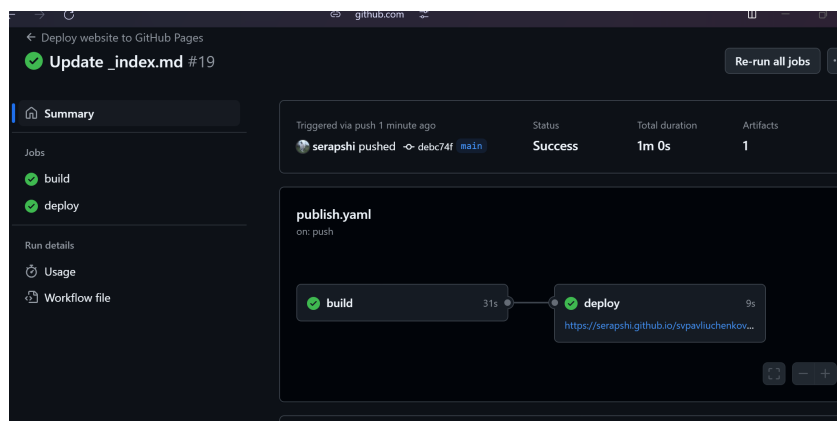 github.com
← Deploy website to GitHub Pages
Update _index.md #19
Re-run all jobs
Summary
Jobs
build
deploy
Run details
Usage
Workflow file
Triggered via push 1 minute ago
serapshi pushed debc74f main
Status
Success
Total duration
1m 0s
Artifacts
1
publish.yaml
on: push
build 31s
deploy 9s
https://serapshi.github.io/svpavliuchenkov...